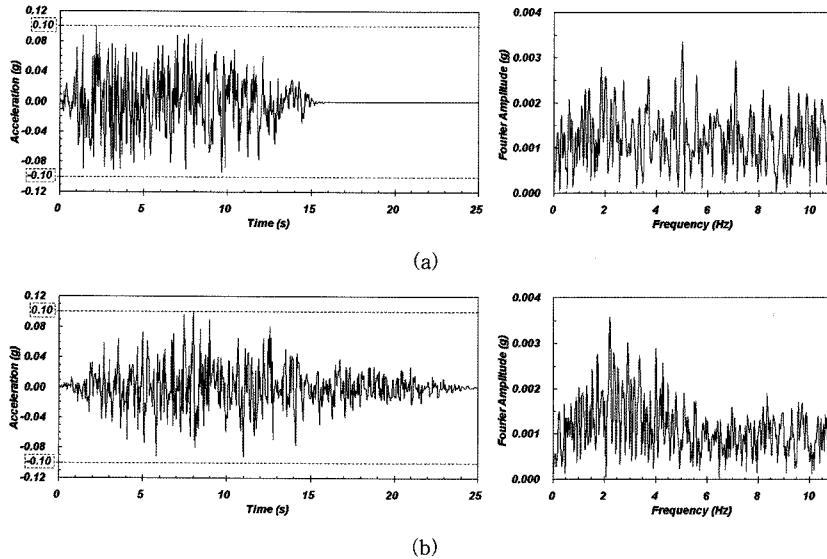 0.12
0.10
0.08
0.04
0.00
-0.04
-0.08
-0.10
-0.12
Acceleration (g)
0 5 10 15 20 25
Time (s)
0.004
0.003
0.002
0.001
0.000
Fourier Amplitude (g)
0 2 4 6 8 10
Frequency (Hz)
(a)
0.12
0.10
0.08
0.04
0.00
-0.04
-0.08
-0.10
-0.12
Acceleration (g)
0 5 10 15 20 25
Time (s)
0.004
0.003
0.002
0.001
0.000
Fourier Amplitude (g)
0 2 4 6 8 10
Frequency (Hz)
(b)